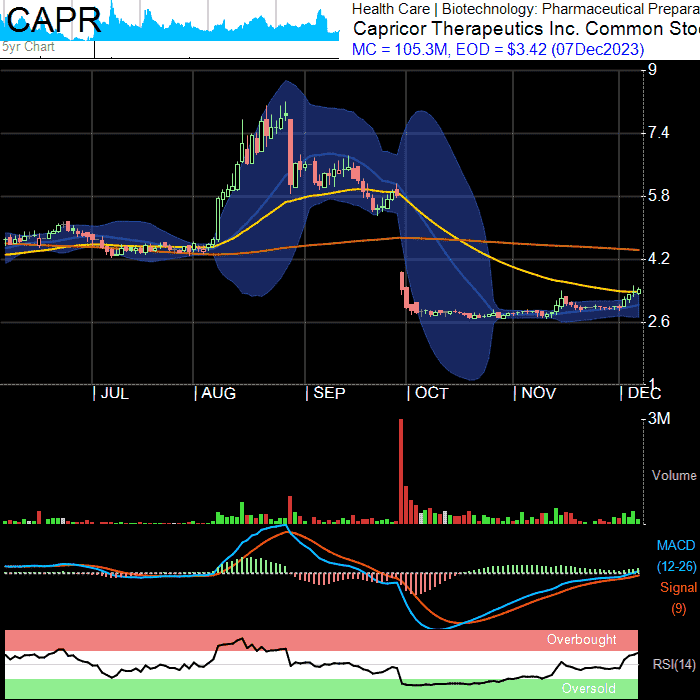 CAPR
5yr Chart
Health Care | Biotechnology: Pharmaceutical Prepara
Capricor Therapeutics Inc. Common Sto
MC = 105.3M, EOD = $3.42 (07Dec2023)
9
7.4
5.8
4.2
2.6
1
JUL
AUG
SEP
OCT
NOV
DEC
3M
Volume
MACD
(12-26)
Signal
(9)
Overbought
RSI(14)
Oversold